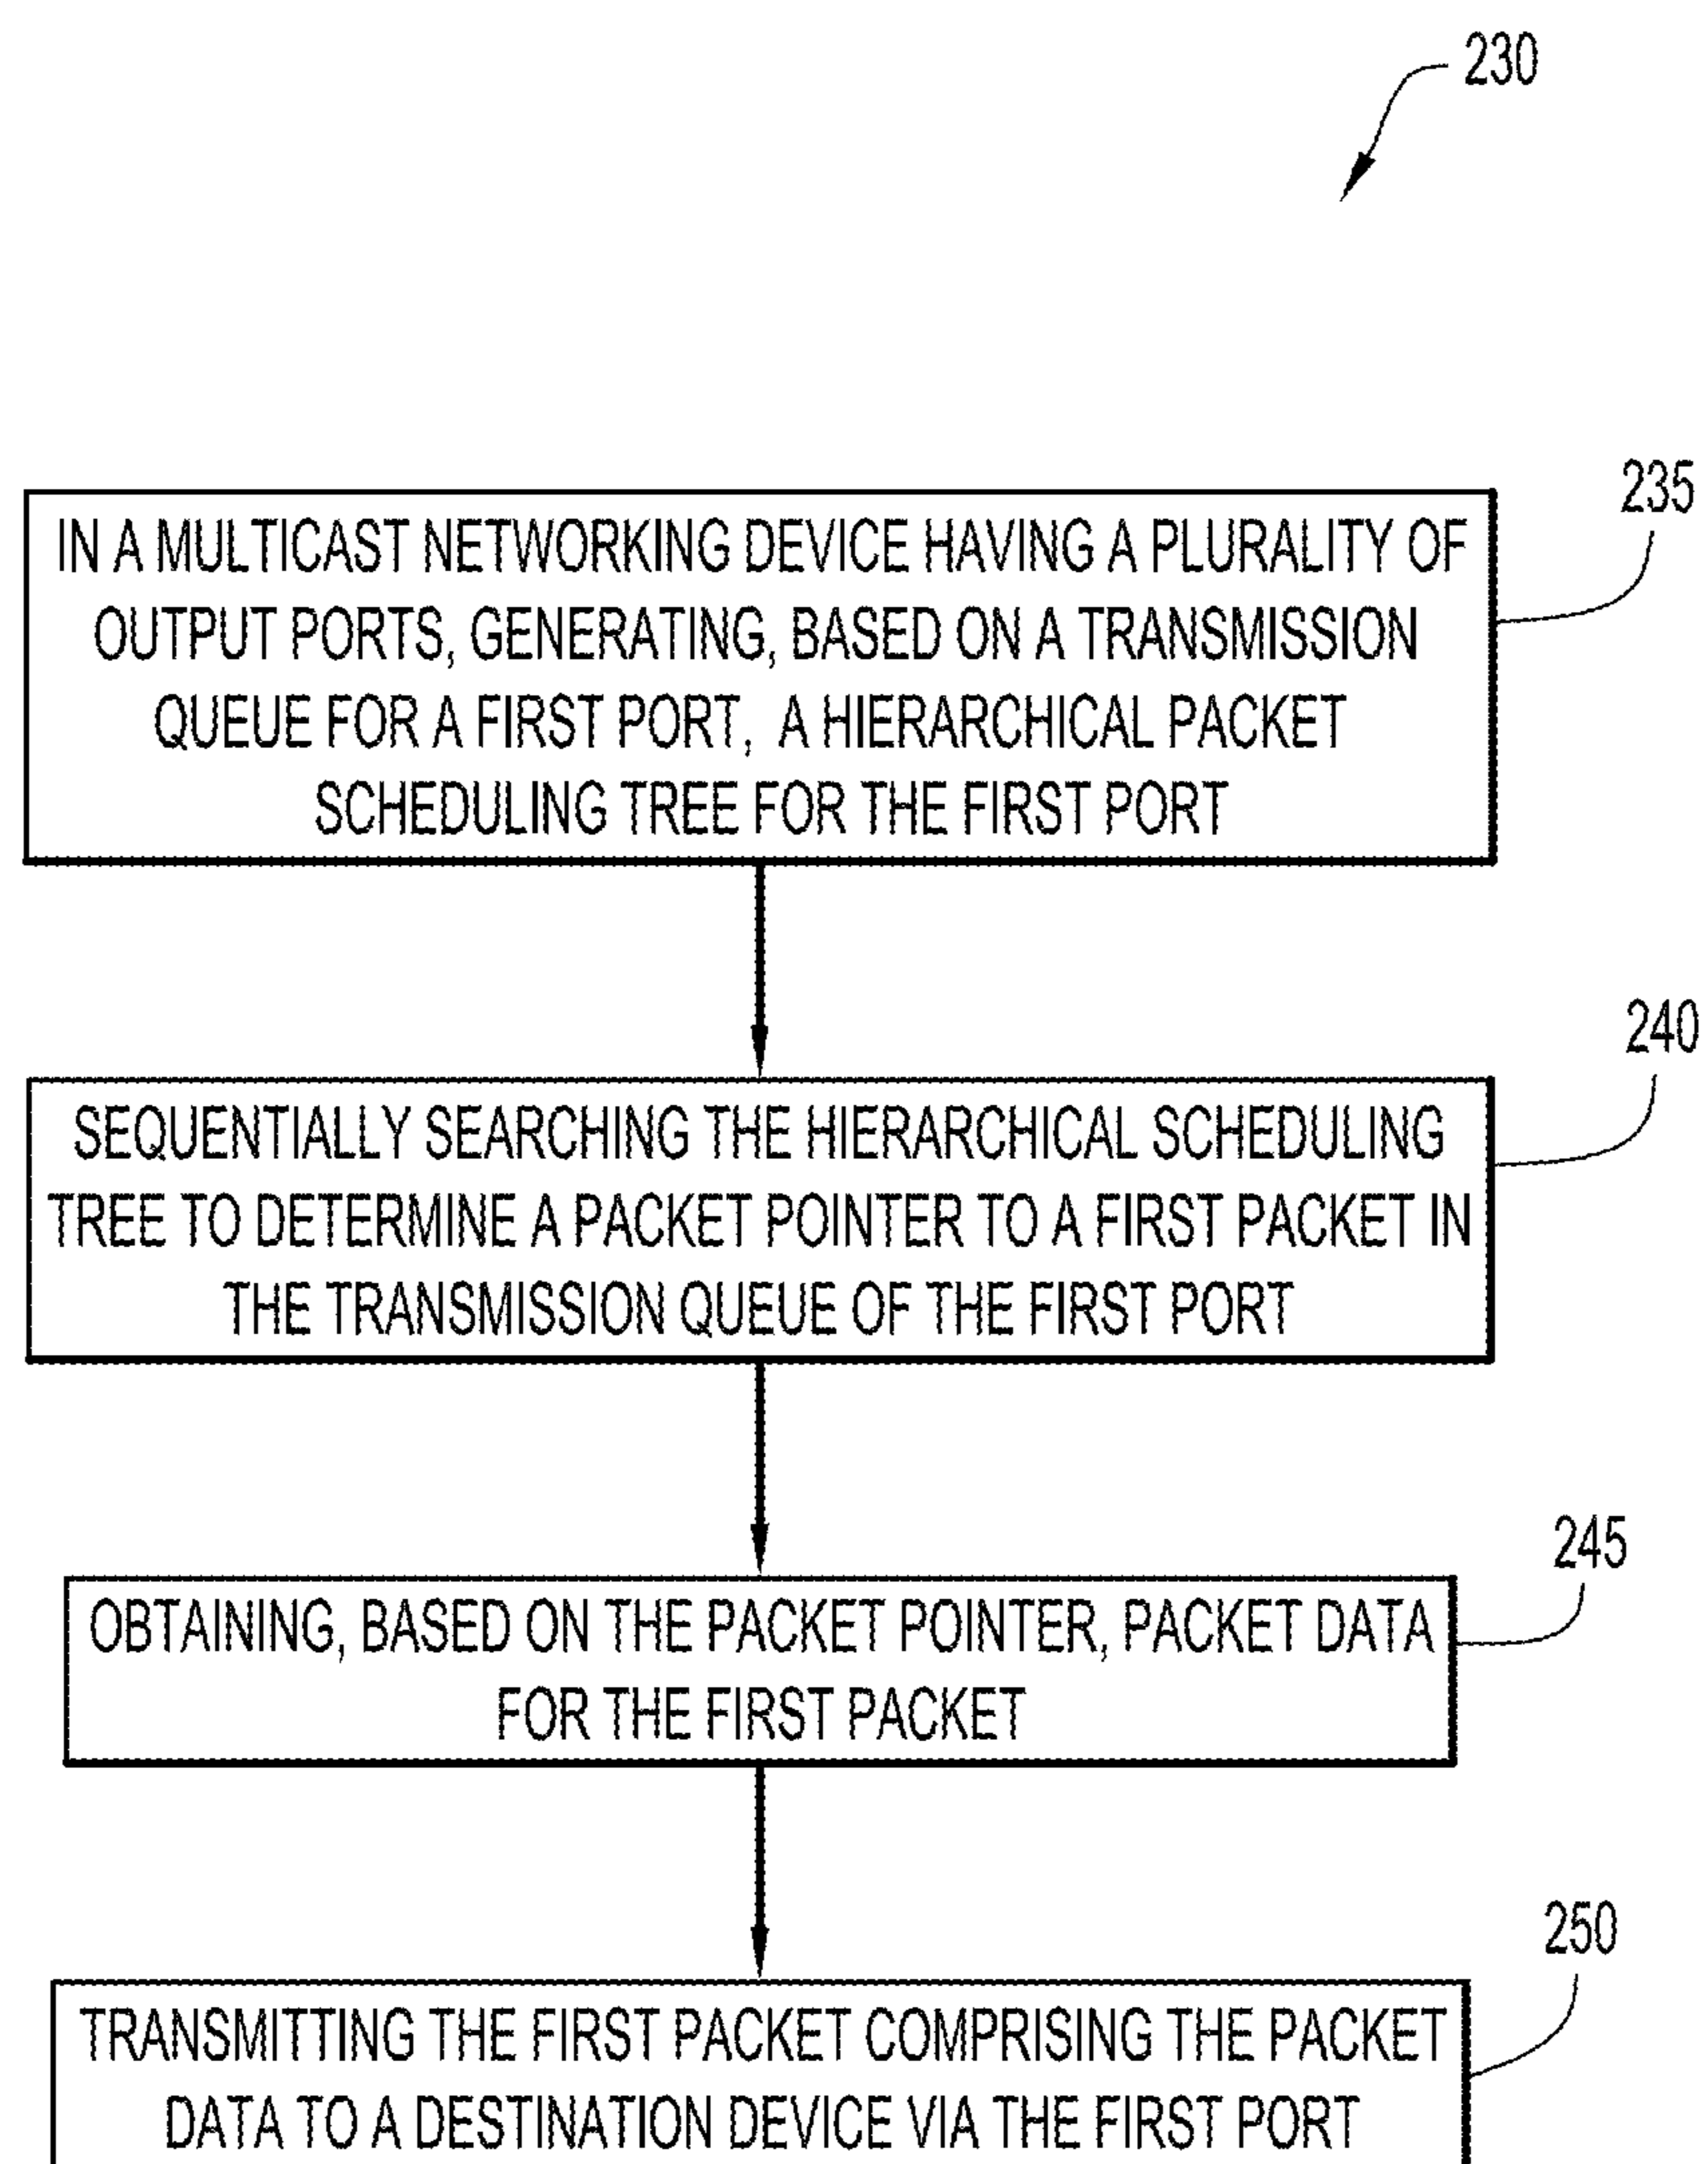 230
235
IN A MULTICAST NETWORKING DEVICE HAVING A PLURALITY OF
OUTPUT PORTS, GENERATING, BASED ON A TRANSMISSION
QUEUE FOR A FIRST PORT, A HIERARCHICAL PACKET
SCHEDULING TREE FOR THE FIRST PORT
240
SEQUENTIALLY SEARCHING THE HIERARCHICAL SCHEDULING
TREE TO DETERMINE A PACKET POINTER TO A FIRST PACKET IN
THE TRANSMISSION QUEUE OF THE FIRST PORT
245
OBTAINING, BASED ON THE PACKET POINTER, PACKET DATA
FOR THE FIRST PACKET
250
TRANSMITTING THE FIRST PACKET COMPRISING THE PACKET
DATA TO A DESTINATION DEVICE VIA THE FIRST PORT